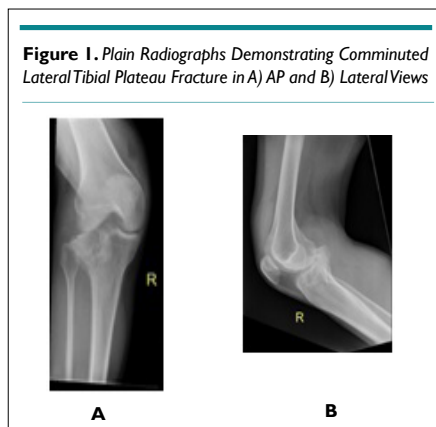 Figure 1. Plain Radiographs Demonstrating Comminuted
Lateral Tibial Plateau Fracture in A) AP and B) Lateral Views
R
R
A
B